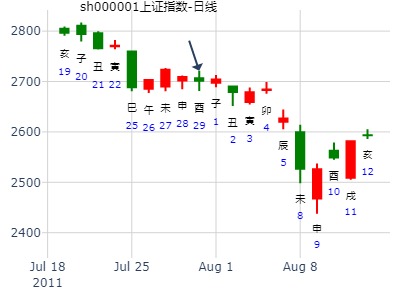 sh000001上证指数-日线
2800
2700
2600
2500
2400
亥
19
子
20
丑
21
寅
22
巳
25
午
26
未
27
申
28
酉
29
子
1
丑
2
寅
3
卯
4
辰
5
未
8
申
9
酉
10
戌
11
亥
12
Jul 18
2011
Jul 25
Aug 1
Aug 8